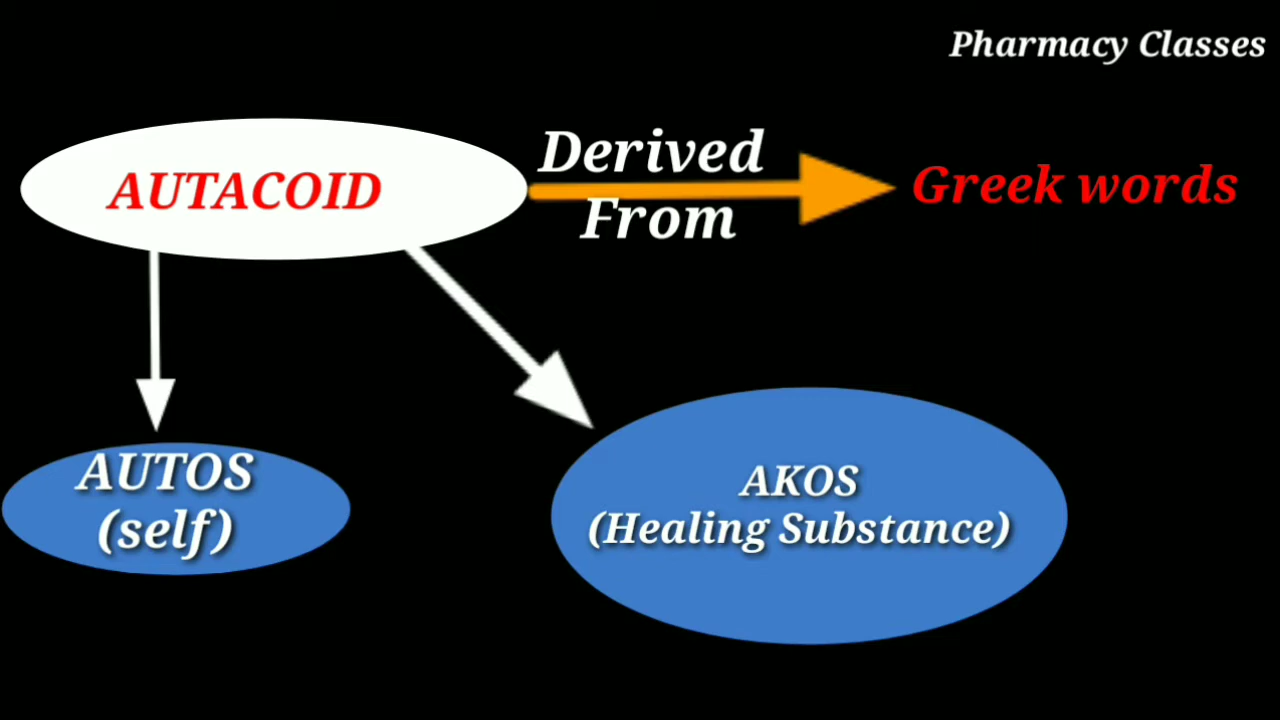 Pharmacy Classes
AUTACOID
Derived
From
Greek words
AUTOS
(self)
AKOS
(Healing Substance)